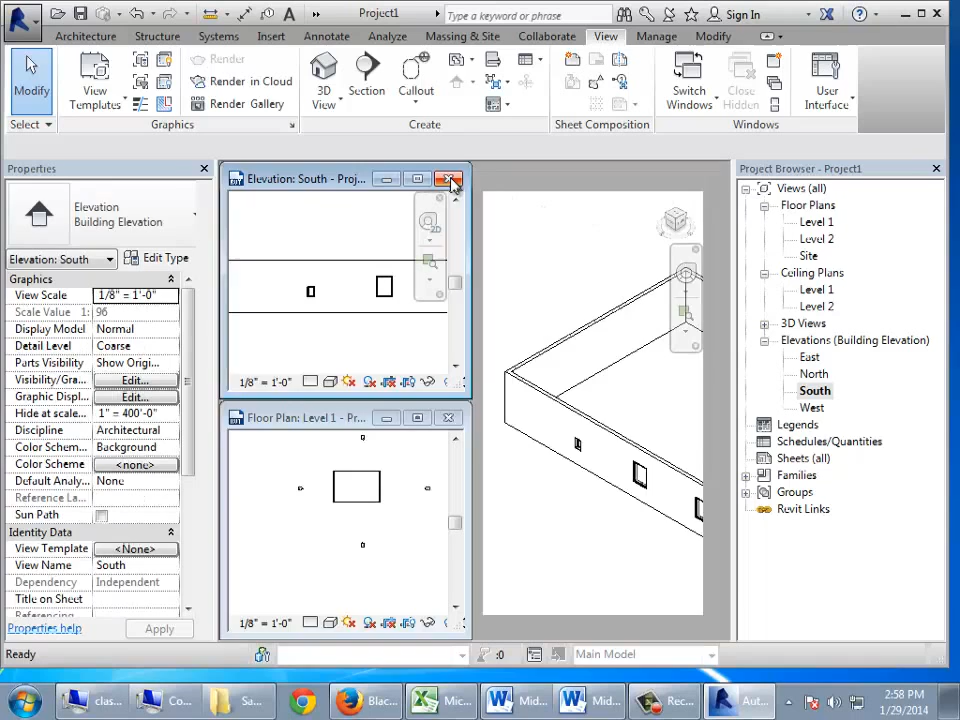 Project1
Type a keyword or phrase
Sign In
Architecture Structure Systems Insert Annotate Analyze Massing & Site Collaborate View Manage Modify
Modify
View Templates
Render
Render in Cloud
Render Gallery
3D View
Section
Callout
Switch Windows
Close Hidden
User Interface
Select
Graphics
Create
Sheet Composition
Windows
Properties
Elevation
Building Elevation
Elevation: South
Edit Type
Graphics
View Scale 1/8" = 1'-0"
Scale Value 1: 96
Display Model Normal
Detail Level Coarse
Parts Visibility Show Origi...
Visibility/Gra... Edit...
Graphic Displ... Edit...
Hide at scale... 1" = 400'-0"
Discipline Architectural
Color Schem... Background
Color Scheme <none>
Default Analy... None
Reference La...
Sun Path
Identity Data
View Template <None>
View Name South
Dependency Independent
Title on Sheet
Referencing
Properties help
Apply
Elevation: South - Proj...
2D
1/8" = 1'-0"
Floor Plan: Level 1 - Pr...
1/8" = 1'-0"
Project Browser - Project1
Views (all)
Floor Plans
Level 1
Level 2
Site
Ceiling Plans
Level 1
Level 2
3D Views
Elevations (Building Elevation)
East
North
South
West
Legends
Schedules/Quantities
Sheets (all)
Families
Groups
Revit Links
Ready
:0
Main Model
clas...
Co...
Sa...
Blac...
Mic...
Mid...
Mid...
Rec...
Aut...
2:58 PM
1/29/2014